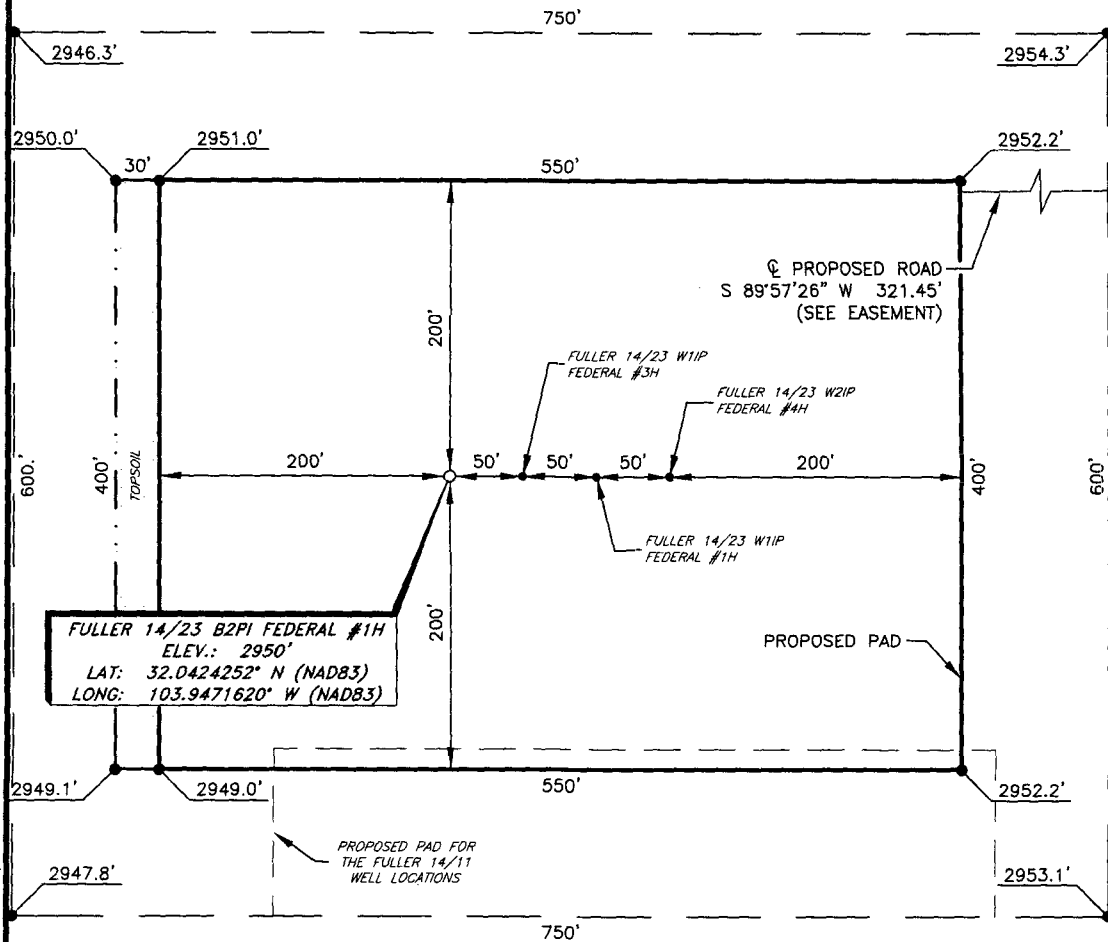 750'
2946.3'
2954.3'
2950.0'
2951.0'
2952.2'
30'
550'
℄ PROPOSED ROAD
S 89°57'26" W 321.45'
(SEE EASEMENT)
200'
FULLER 14/23 W1IP
FEDERAL #3H
FULLER 14/23 W2IP
FEDERAL #4H
600.'
400'
TOPSOIL
200'
50'
50'
50'
200'
400'
600'
FULLER 14/23 W1IP
FEDERAL #1H
200'
FULLER 14/23 B2PI FEDERAL #1H
ELEV.: 2950'
LAT: 32.0424252° N (NAD83)
LONG: 103.9471620° W (NAD83)
PROPOSED PAD
2949.1'
2949.0'
550'
2952.2'
PROPOSED PAD FOR
THE FULLER 14/11
WELL LOCATIONS
2947.8'
2953.1'
750'